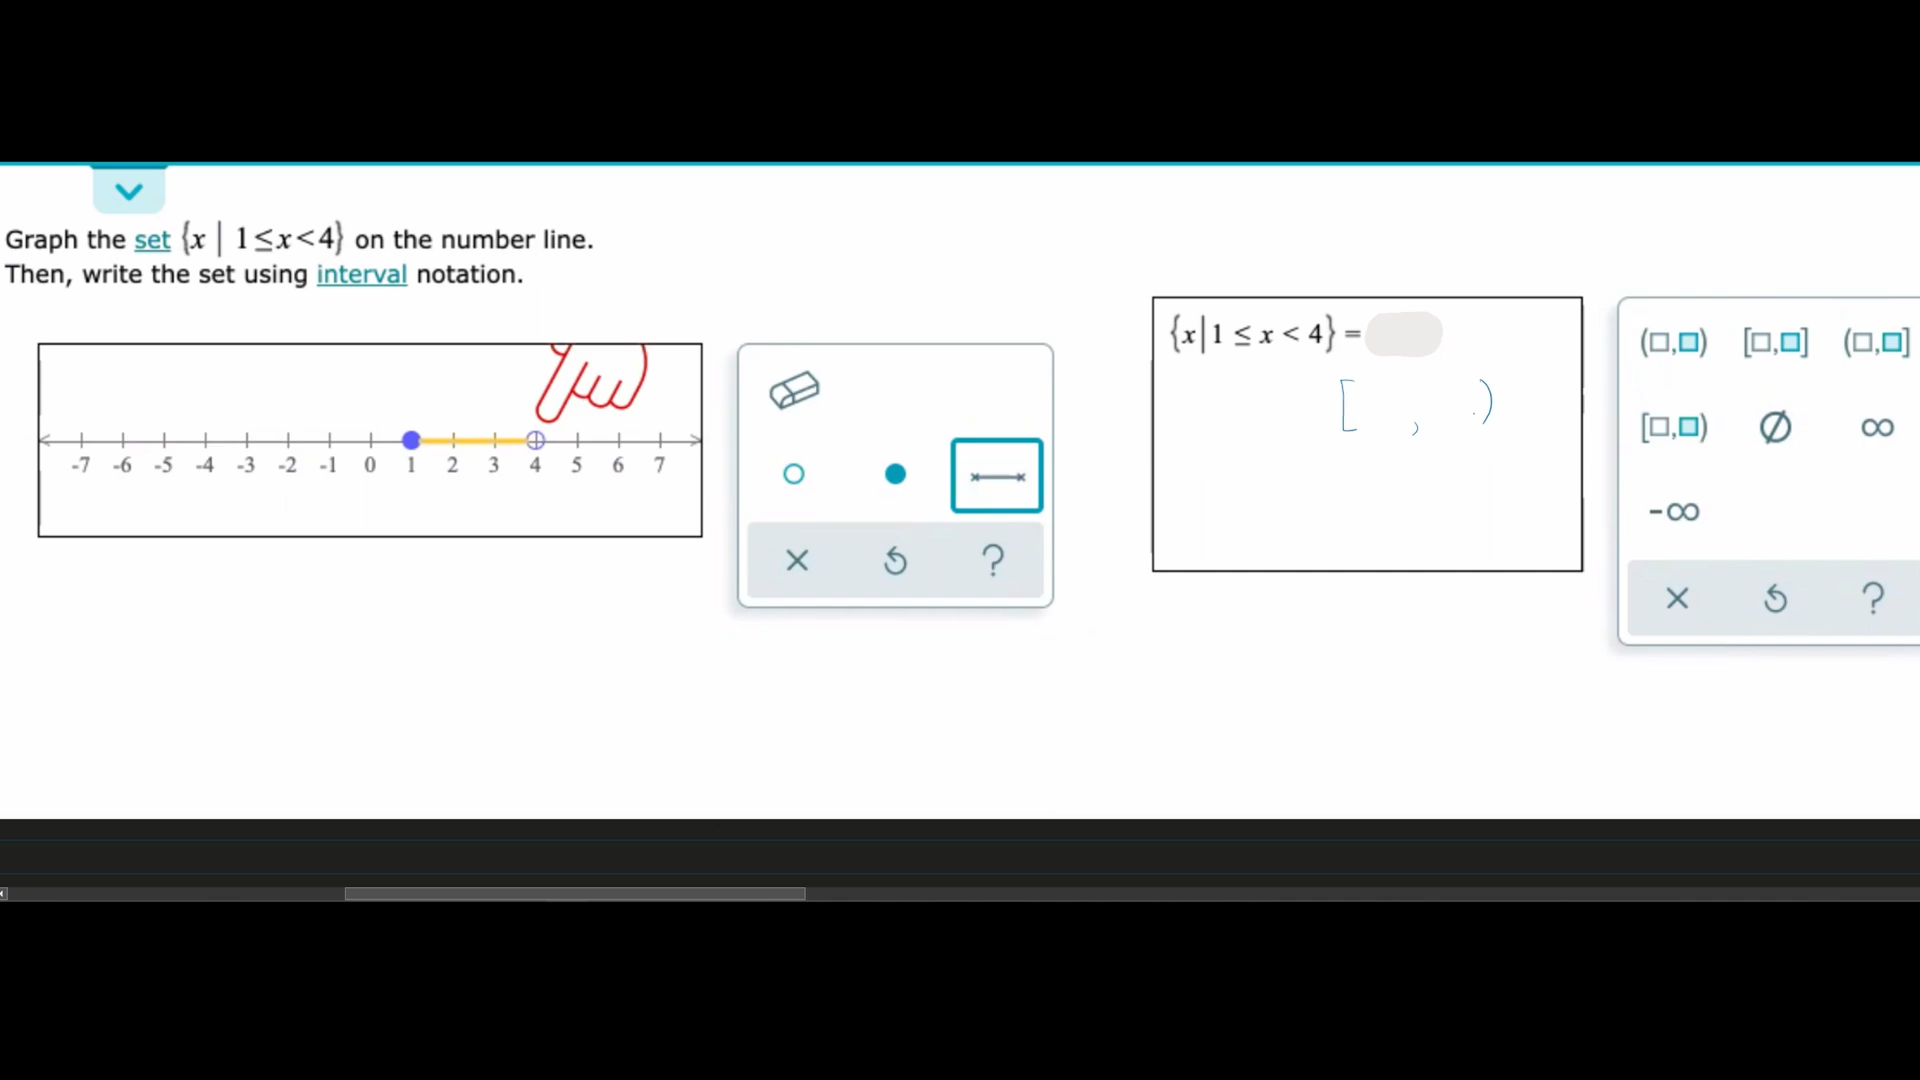 Graph the set {x | 1≤x<4} on the number line.
Then, write the set using interval notation.
-7 -6 -5 -4 -3 -2 -1 0 1 2 3 4 5 6 7
?
{x|1 ≤ x < 4} =
[ , )
(□,□) [□,□] (□,□]
[□,□) ∅ ∞
-∞
?